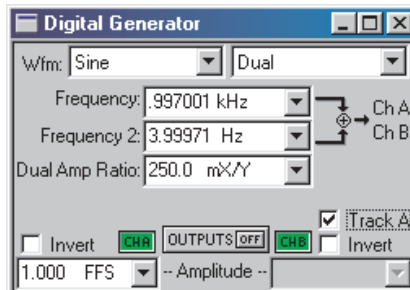 Digital Generator
Wfm: Sine Dual
Frequency: .997001 kHz
Ch A
Frequency 2: 3.99971 Hz
Ch B
Dual Amp Ratio: 250.0 mX/Y
Track A
Invert CHA OUTPUTS OFF CHB Invert
1.000 FFS -- Amplitude --